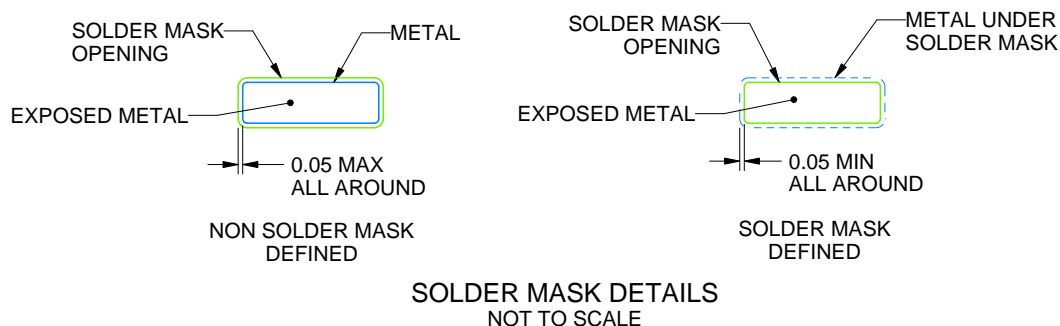 SOLDER MASK
OPENING
METAL
EXPOSED METAL
0.05 MAX
ALL AROUND
NON SOLDER MASK
DEFINED
SOLDER MASK
OPENING
METAL UNDER
SOLDER MASK
EXPOSED METAL
0.05 MIN
ALL AROUND
SOLDER MASK
DEFINED
SOLDER MASK DETAILS
NOT TO SCALE